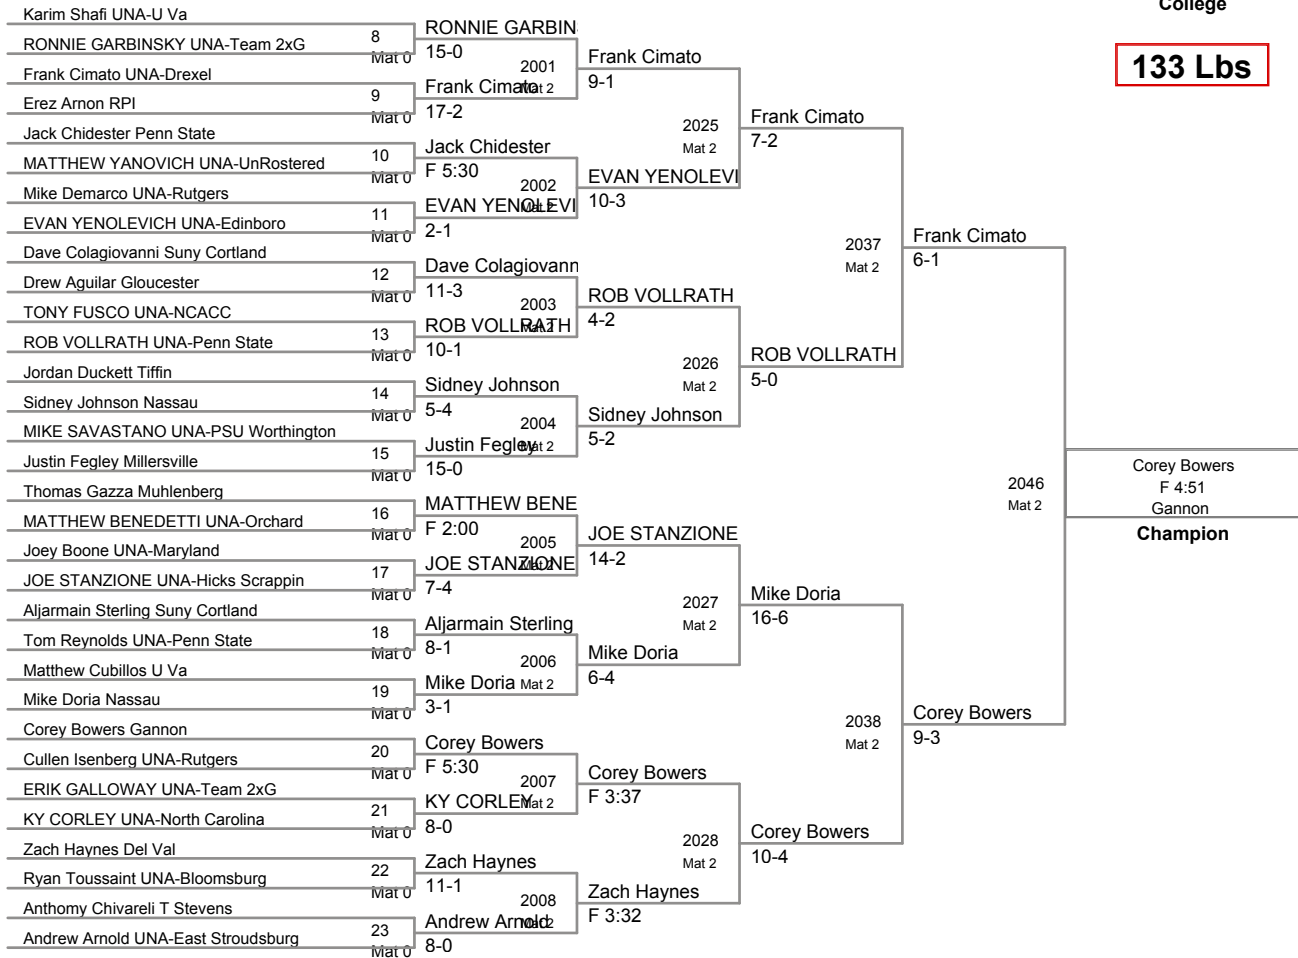 College
133 Lbs
Karim Shafi UNA-U Va
RONNIE GARBINSKY UNA-Team 2xG
Frank Cimato UNA-Drexel
Erez Arnon RPI
Jack Chidester Penn State
MATTHEW YANOVICH UNA-UnRostered
Mike Demarco UNA-Rutgers
EVAN YENOLEVICH UNA-Edinboro
Dave Colagiovanni Suny Cortland
Drew Aguilar Gloucester
TONY FUSCO UNA-NCACC
ROB VOLLRATH UNA-Penn State
Jordan Duckett Tiffin
Sidney Johnson Nassau
MIKE SAVASTANO UNA-PSU Worthington
Justin Fegley Millersville
Thomas Gazza Muhlenberg
MATTHEW BENEDETTI UNA-Orchard
Joey Boone UNA-Maryland
JOE STANZIONE UNA-Hicks Scrappin
Aljarmain Sterling Suny Cortland
Tom Reynolds UNA-Penn State
Matthew Cubillos U Va
Mike Doria Nassau
Corey Bowers Gannon
Cullen Isenberg UNA-Rutgers
ERIK GALLOWAY UNA-Team 2xG
KY CORLEY UNA-North Carolina
Zach Haynes Del Val
Ryan Toussaint UNA-Bloomsburg
Anthomy Chivareli T Stevens
Andrew Arnold UNA-East Stroudsburg
8
Mat 0
9
Mat 0
10
Mat 0
11
Mat 0
12
Mat 0
13
Mat 0
14
Mat 0
15
Mat 0
16
Mat 0
17
Mat 0
18
Mat 0
19
Mat 0
20
Mat 0
21
Mat 0
22
Mat 0
23
Mat 0
RONNIE GARBIN
15-0
2001
Mat 2
Frank Cimato
17-2
Jack Chidester
F 5:30
2002
Mat 2
EVAN YENOLEVI
2-1
Dave Colagiovann
11-3
2003
Mat 2
ROB VOLLRATH
10-1
Sidney Johnson
5-4
2004
Mat 2
Justin Fegley
15-0
MATTHEW BENE
F 2:00
2005
Mat 2
JOE STANZIONE
7-4
Aljarmain Sterling
8-1
2006
Mat 2
Mike Doria
3-1
Corey Bowers
F 5:30
2007
Mat 2
KY CORLEY
8-0
Zach Haynes
11-1
2008
Mat 2
Andrew Arnold
8-0
Frank Cimato
9-1
2025
Mat 2
EVAN YENOLEVI
10-3
ROB VOLLRATH
4-2
2026
Mat 2
Sidney Johnson
5-2
JOE STANZIONE
14-2
2027
Mat 2
Mike Doria
6-4
Corey Bowers
F 3:37
2028
Mat 2
Zach Haynes
F 3:32
Frank Cimato
7-2
2037
Mat 2
ROB VOLLRATH
5-0
Mike Doria
16-6
2038
Mat 2
Corey Bowers
10-4
Frank Cimato
6-1
2046
Mat 2
Corey Bowers
9-3
Corey Bowers
F 4:51
Gannon
Champion